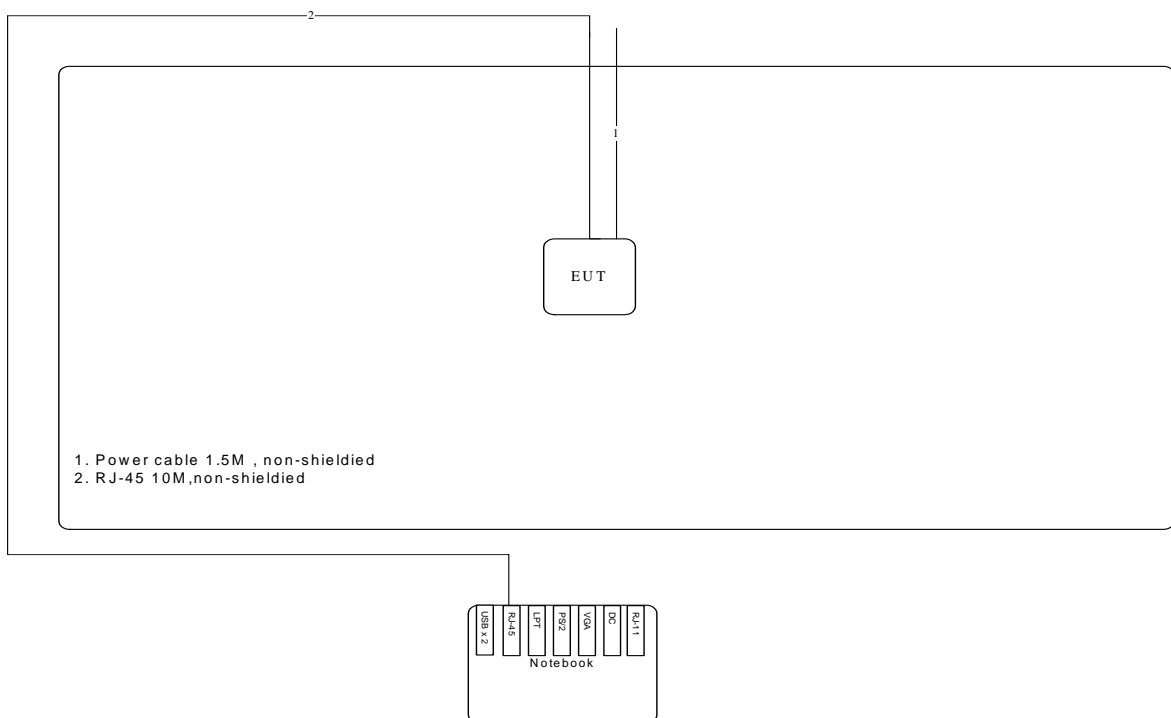 2
1
EUT
1. Power cable 1.5M , non-shieldied
2. RJ-45 10M,non-shieldied
USB x 2
RJ-45
LPT
PS/2
VGA
DC
RJ-11
Notebook